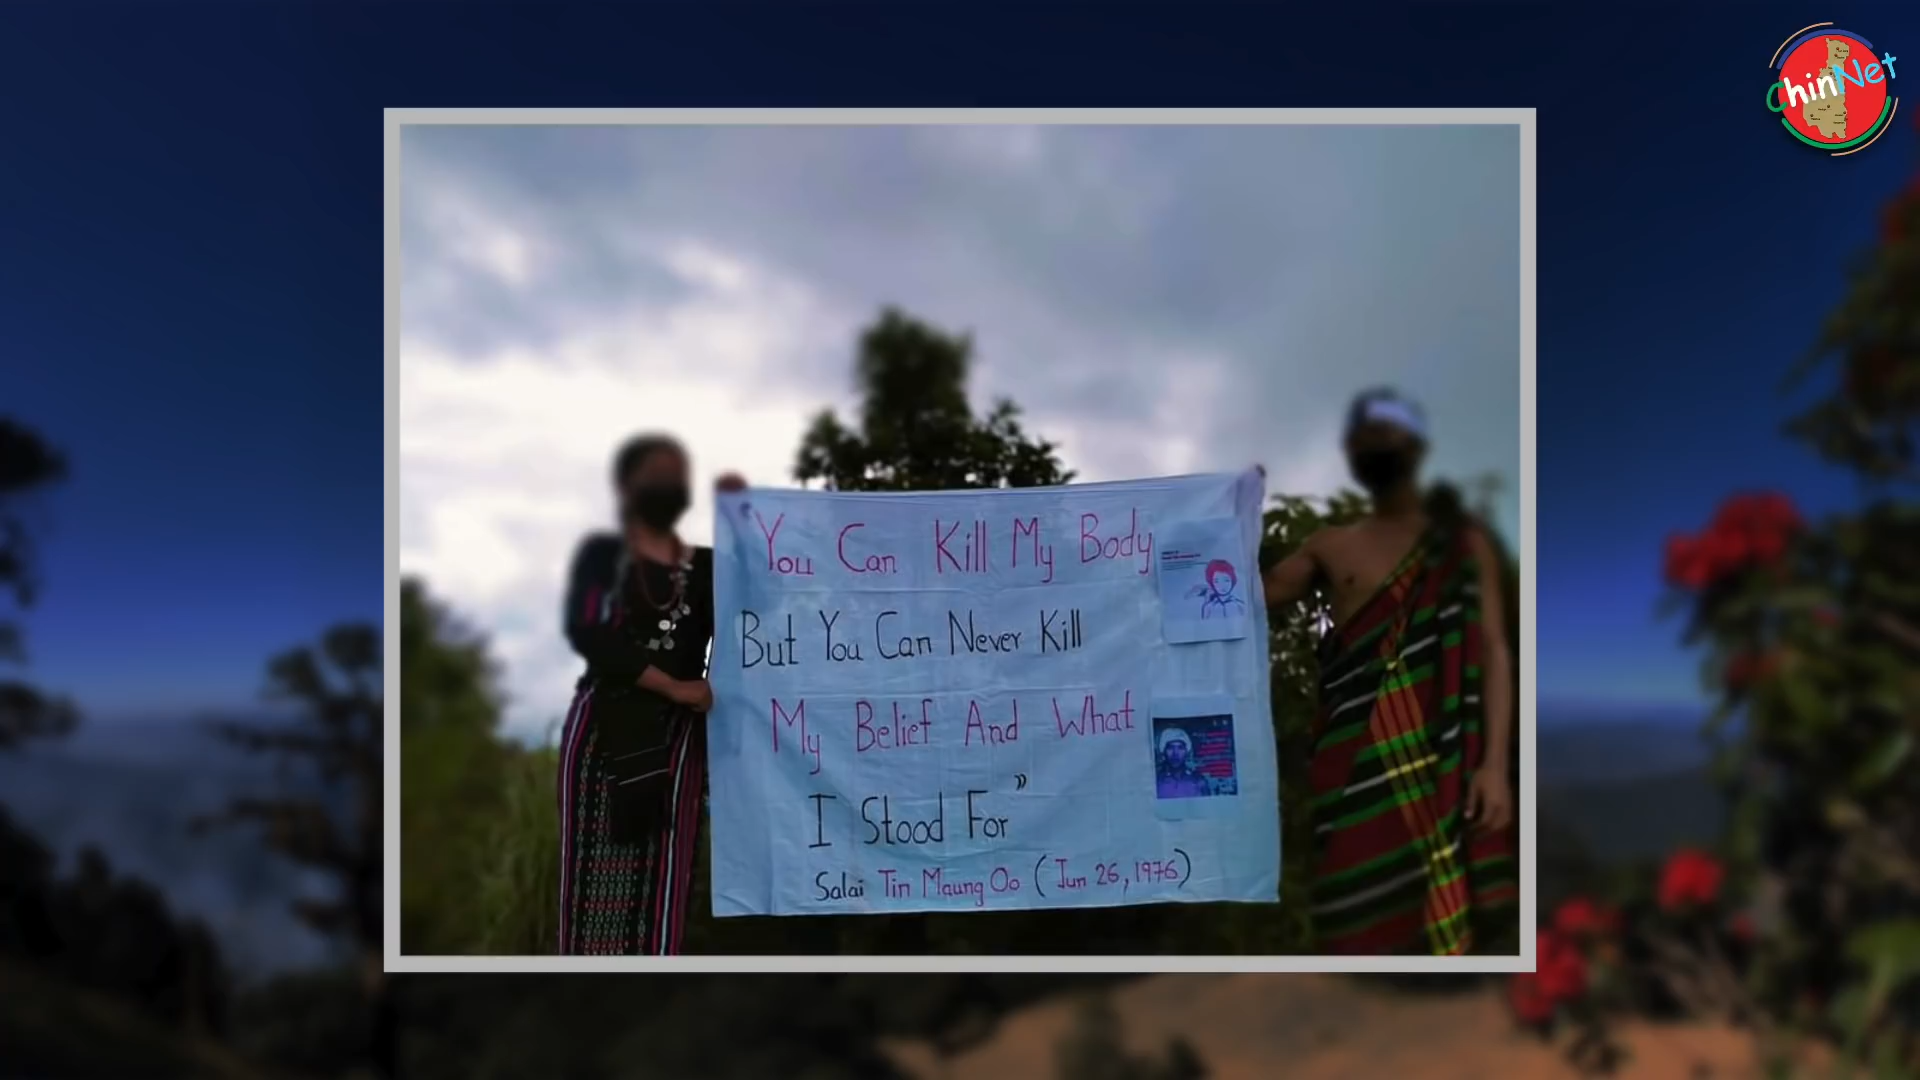 ChinNet
You Can Kill My Body
But You Can Never Kill
My Belief And What
I Stood For”
Salai Tin Maung Oo (Jun 26, 1976)